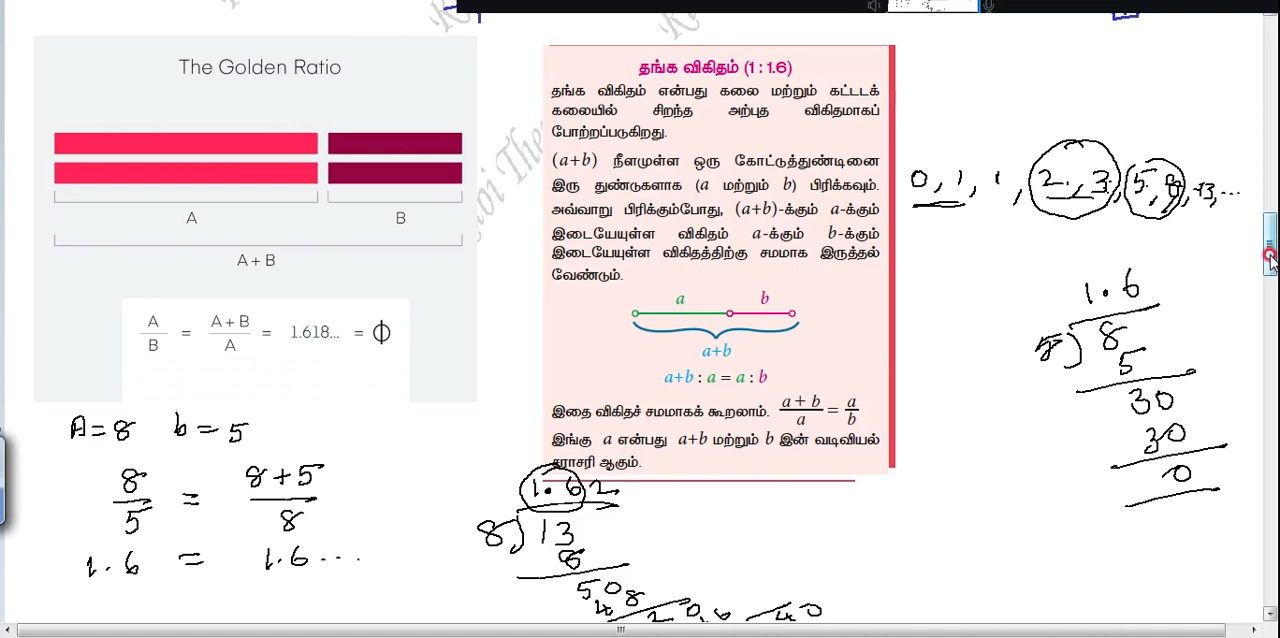 The Golden Ratio
A
B
A + B
A/B = A + B/A = 1.618... = Φ
A = 8 b = 5
8/5 = 8 + 5/8
1.6 = 1.6 ...
தங்க விகிதம் (1 : 1.6)
தங்க விகிதம் என்பது கலை மற்றும் கட்டடக்
கலையில் சிறந்த அற்புத விகிதமாகப்
போற்றப்படுகிறது.
(a+b) நீளமுள்ள ஒரு கோட்டுத்துண்டினை
இரு துண்டுகளாக (a மற்றும் b) பிரிக்கவும்.
அவ்வாறு பிரிக்கும்போது, (a+b)-க்கும் a-க்கும்
இடையேயுள்ள விகிதம் a-க்கும் b-க்கும்
இடையேயுள்ள விகிதத்திற்கு சமமாக இருத்தல்
வேண்டும்.
a b
a+b
a+b : a = a : b
இதை விகிதச் சமமாகக் கூறலாம். a + b/a = a/b
இங்கு a என்பது a+b மற்றும் b இன் வடிவியல்
சராசரி ஆகும்.
1.62
8) 13
8
50
0, 1, 1, 2, 3, 5, 8, 13, ...
1.6
5) 8
5
30
30
0